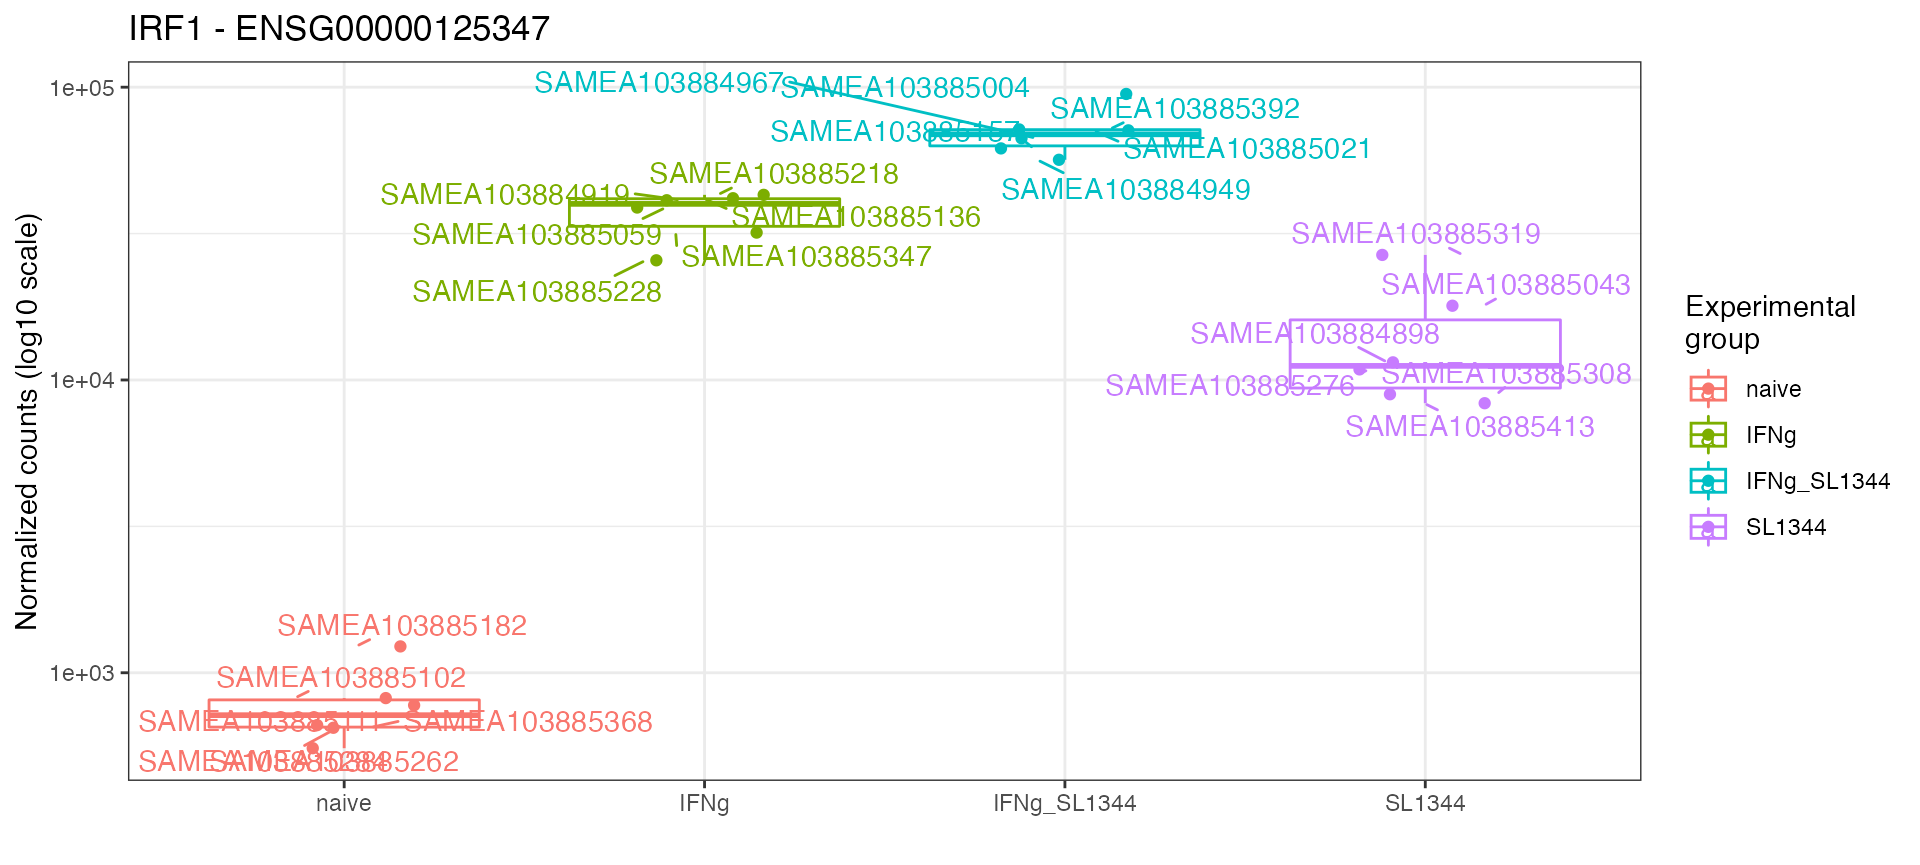 IRF1 - ENSG00000125347
Normalized counts (log10 scale)
1e+05
1e+04
1e+03
SAMEA103884967
SAMEA103885004
SAMEA103885392
SAMEA103885157
SAMEA103885021
SAMEA103884949
SAMEA103885218
SAMEA103884919
SAMEA103885136
SAMEA103885059
SAMEA103885347
SAMEA103885228
SAMEA103885319
SAMEA103885043
SAMEA103884898
SAMEA103885308
SAMEA103885276
SAMEA103885413
SAMEA103885182
SAMEA103885102
SAMEA103885111
SAMEA103885368
SAMEA103885262
naive
IFNg
IFNg_SL1344
SL1344
Experimental
group
naive
IFNg
IFNg_SL1344
SL1344